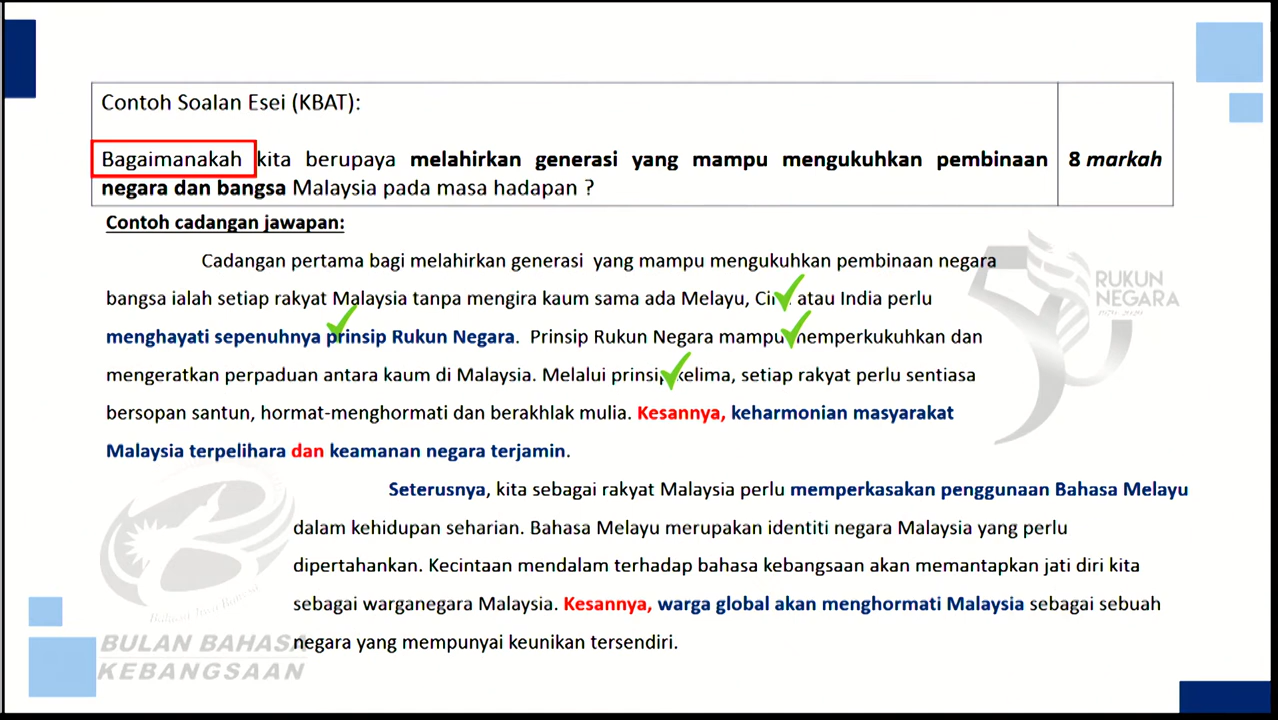 Contoh Soalan Esei (KBAT):
Bagaimanakah kita berupaya melahirkan generasi yang mampu mengukuhkan pembinaan
negara dan bangsa Malaysia pada masa hadapan ?
8 markah
Contoh cadangan jawapan:
Cadangan pertama bagi melahirkan generasi yang mampu mengukuhkan pembinaan negara
bangsa ialah setiap rakyat Malaysia tanpa mengira kaum sama ada Melayu, Cina atau India perlu
menghayati sepenuhnya prinsip Rukun Negara. Prinsip Rukun Negara mampu memperkukuhkan dan
mengeratkan perpaduan antara kaum di Malaysia. Melalui prinsip kelima, setiap rakyat perlu sentiasa
bersopan santun, hormat-menghormati dan berakhlak mulia. Kesannya, keharmonian masyarakat
Malaysia terpelihara dan keamanan negara terjamin.
Seterusnya, kita sebagai rakyat Malaysia perlu memperkasakan penggunaan Bahasa Melayu
dalam kehidupan seharian. Bahasa Melayu merupakan identiti negara Malaysia yang perlu
dipertahankan. Kecintaan mendalam terhadap bahasa kebangsaan akan memantapkan jati diri kita
sebagai warganegara Malaysia. Kesannya, warga global akan menghormati Malaysia sebagai sebuah
negara yang mempunyai keunikan tersendiri.
RUKUN
NEGARA
1970 - 2020
Bahasa Jiwa Bangsa
BULAN BAHASA
KEBANGSAAN